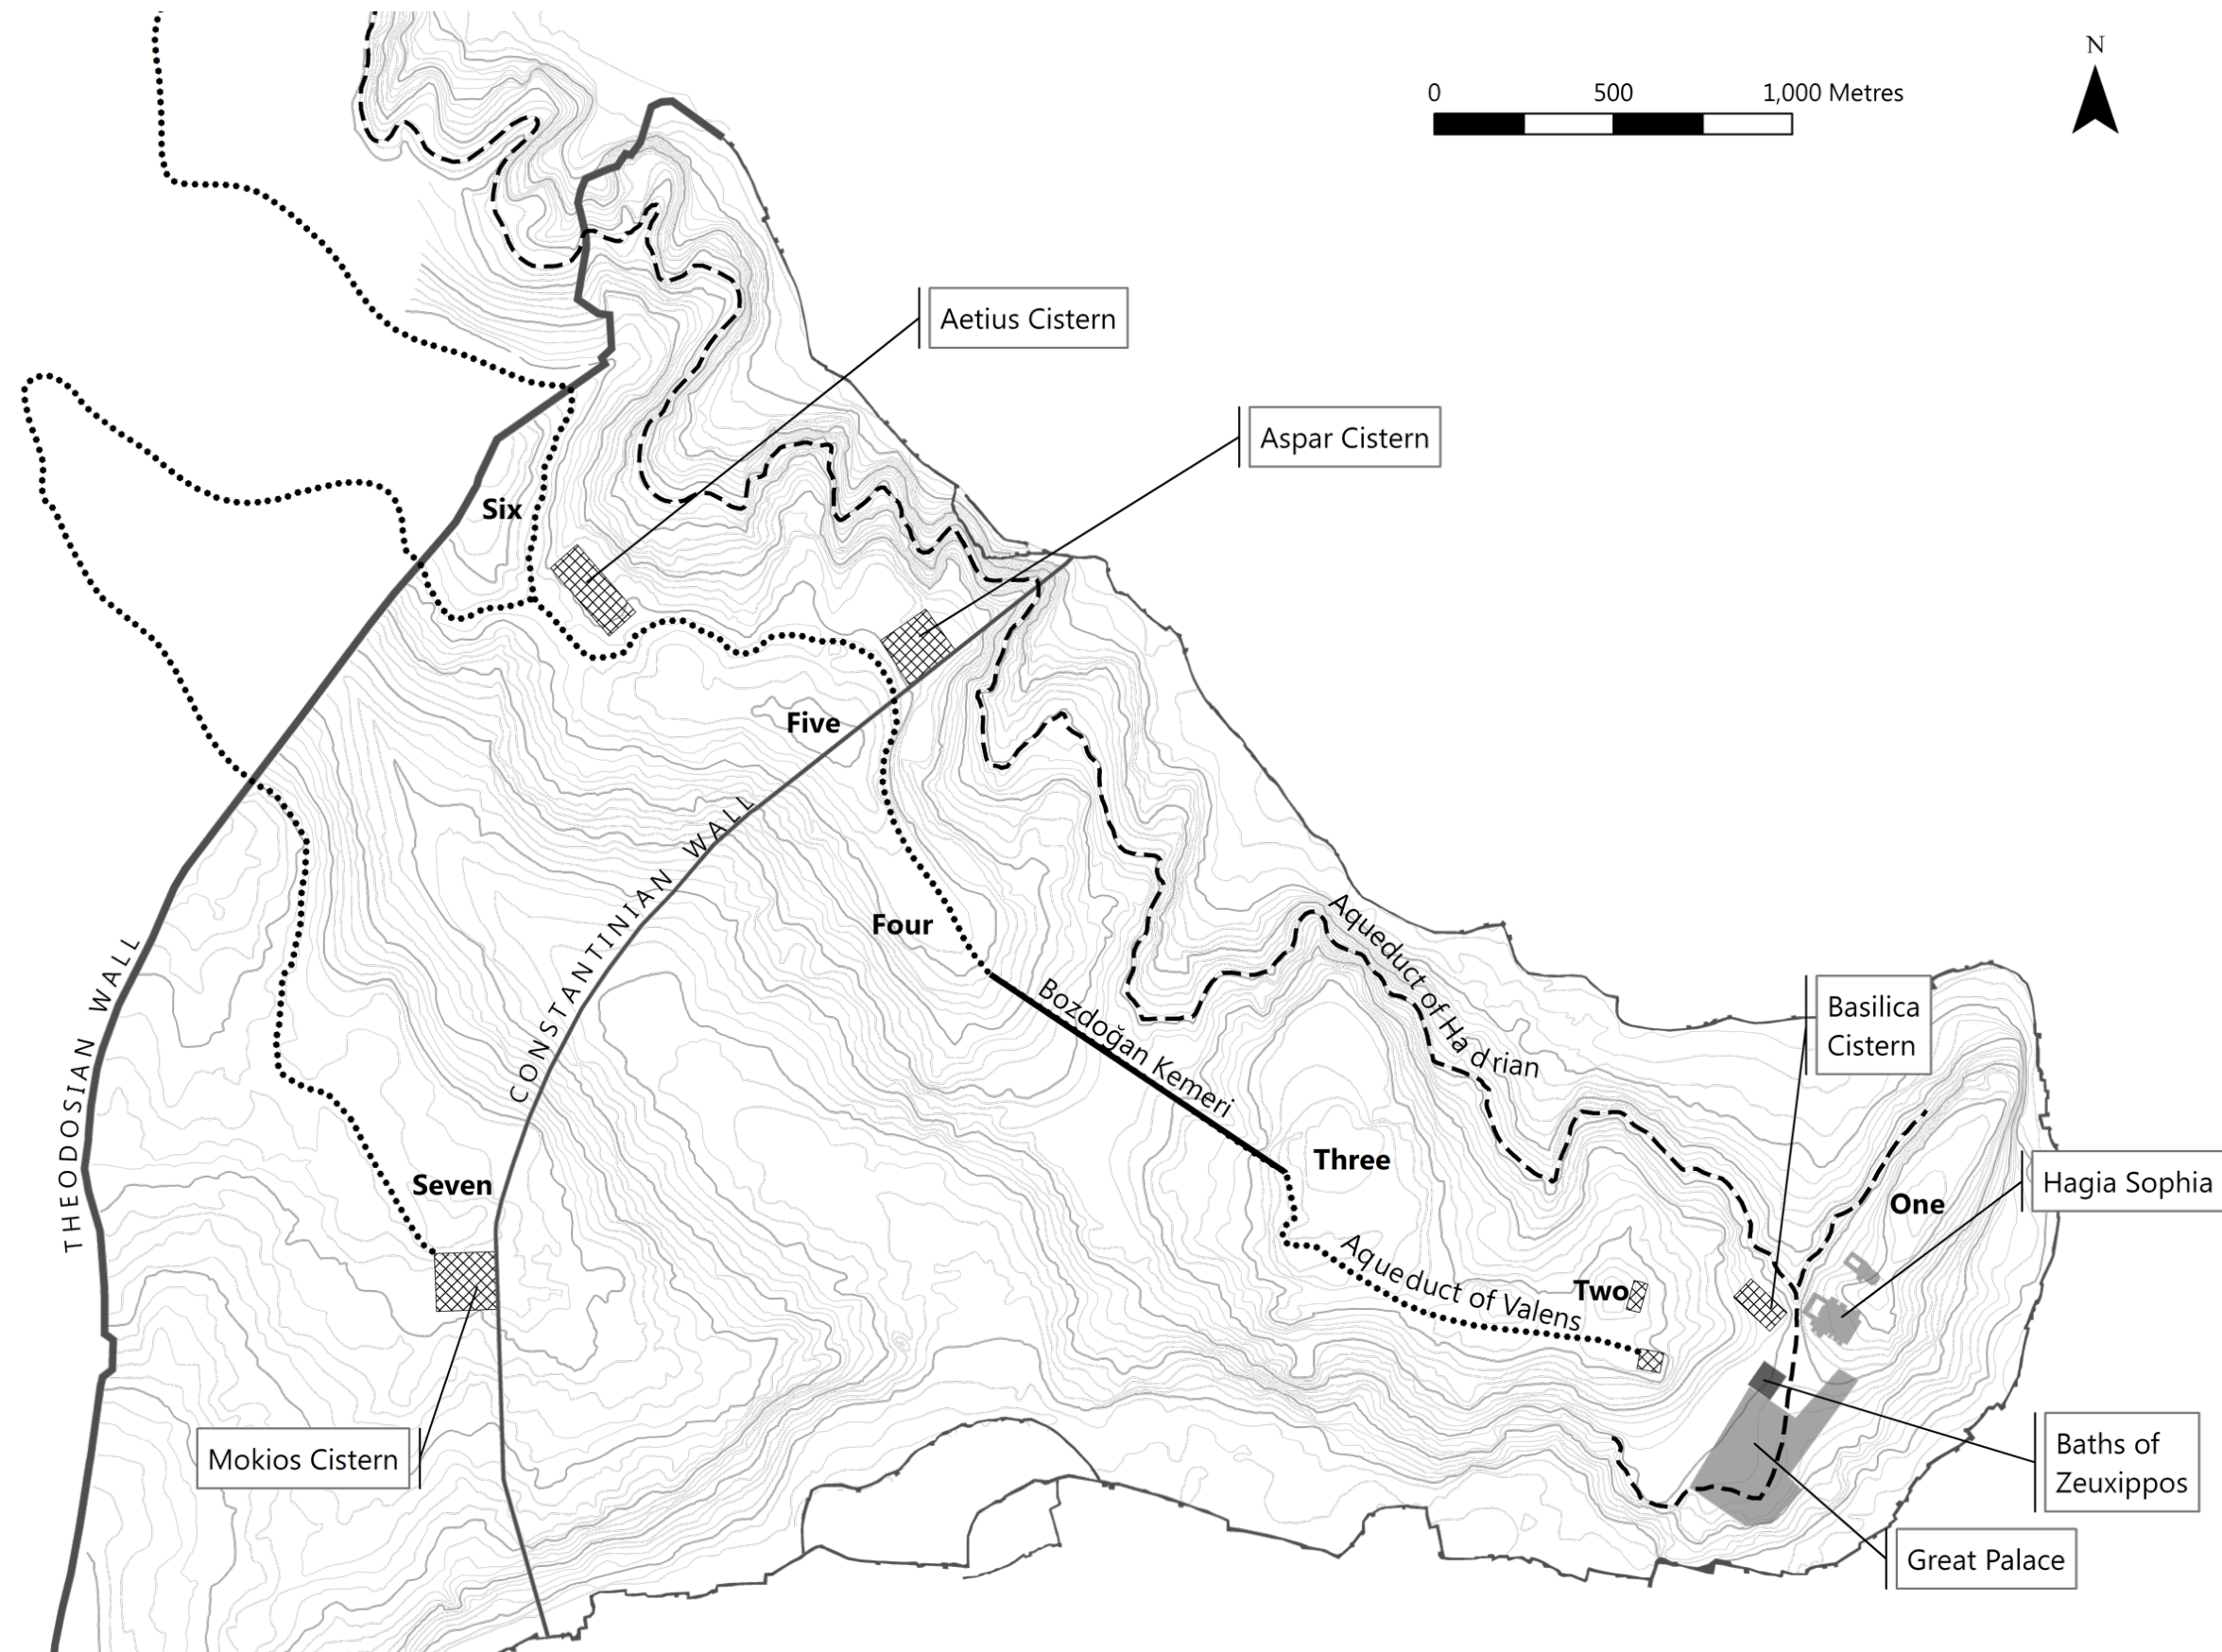 N
0 500 1,000 Metres
Aetius Cistern
Aspar Cistern
Six
Five
CONSTANTINIAN WALL
Four
THEODOSIAN WALL
Aqueduct of Hadrian
Bozdoğan Kemeri
Basilica
Cistern
Three
Hagia Sophia
One
Seven
Aqueduct of Valens
Two
Mokios Cistern
Baths of
Zeuxippos
Great Palace